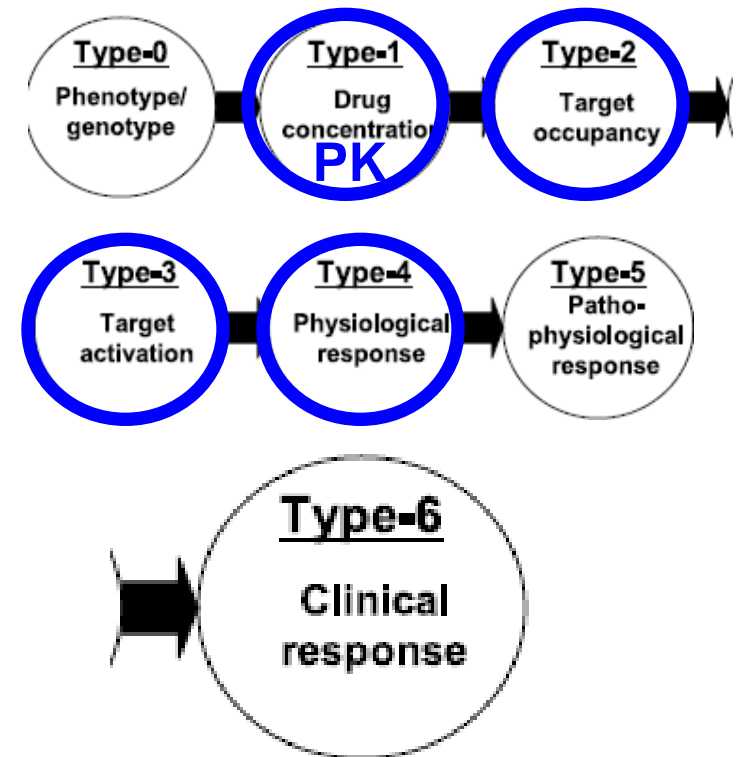 Type-0
Phenotype/
genotype
Type-1
Drug
concentration
PK
Type-2
Target
occupancy
Type-3
Target
activation
Type-4
Physiological
response
Type-5
Patho-
physiological
response
Type-6
Clinical
response